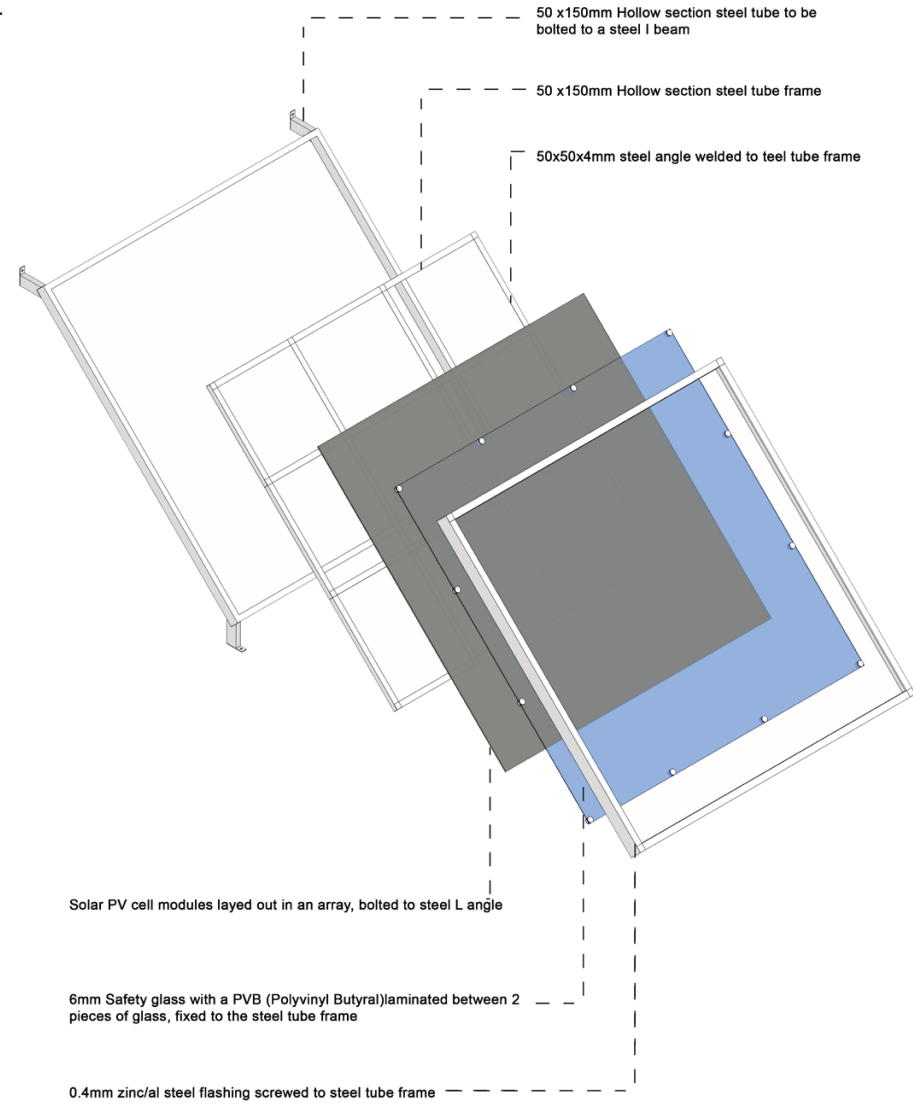 50 x150mm Hollow section steel tube to be
bolted to a steel I beam
50 x150mm Hollow section steel tube frame
50x50x4mm steel angle welded to teel tube frame
Solar PV cell modules layed out in an array, bolted to steel L angle
6mm Safety glass with a PVB (Polyvinyl Butyral)laminated between 2
pieces of glass, fixed to the steel tube frame
0.4mm zinc/al steel flashing screwed to steel tube frame